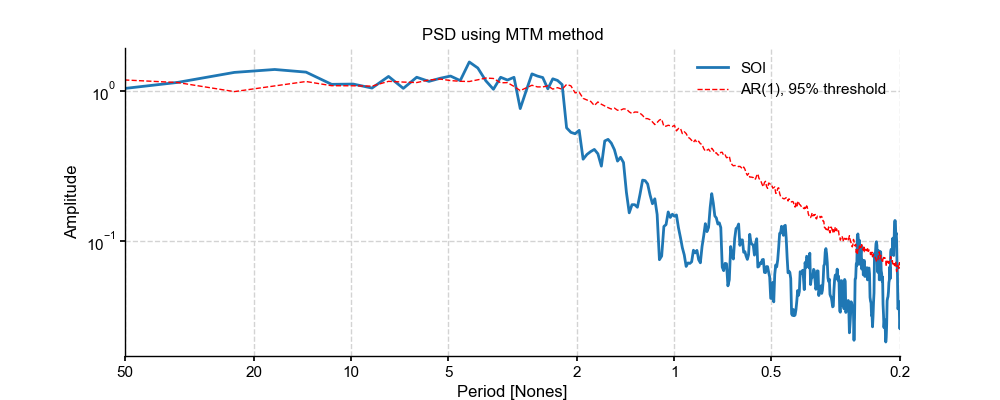 PSD using MTM method
SOI
AR(1), 95% threshold
10⁰
10⁻¹
Amplitude
50 20 10 5 2 1 0.5 0.2
Period [Nones]